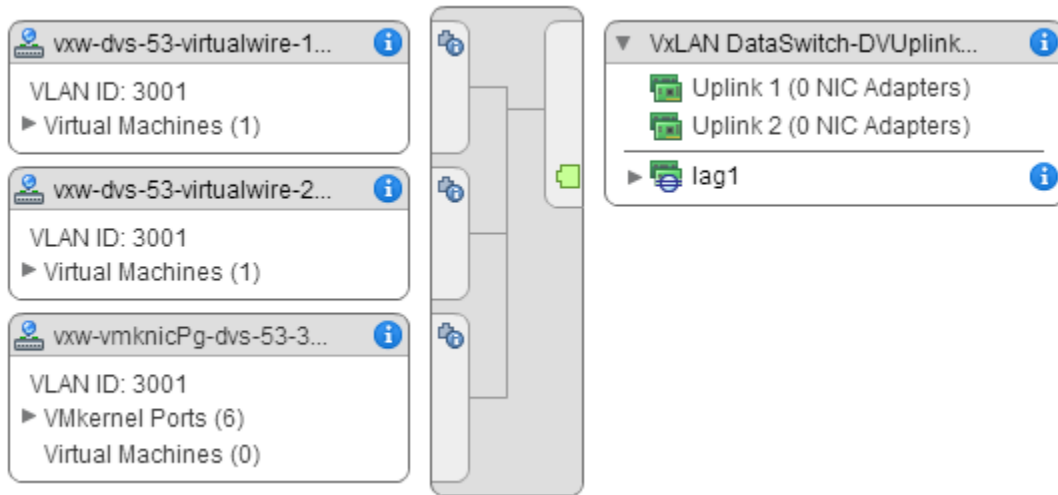 vxw-dvs-53-virtualwire-1...
VLAN ID: 3001
Virtual Machines (1)
vxw-dvs-53-virtualwire-2...
VLAN ID: 3001
Virtual Machines (1)
vxw-vmknicPg-dvs-53-3...
VLAN ID: 3001
VMkernel Ports (6)
Virtual Machines (0)
VxLAN DataSwitch-DVUplink...
Uplink 1 (0 NIC Adapters)
Uplink 2 (0 NIC Adapters)
lag1